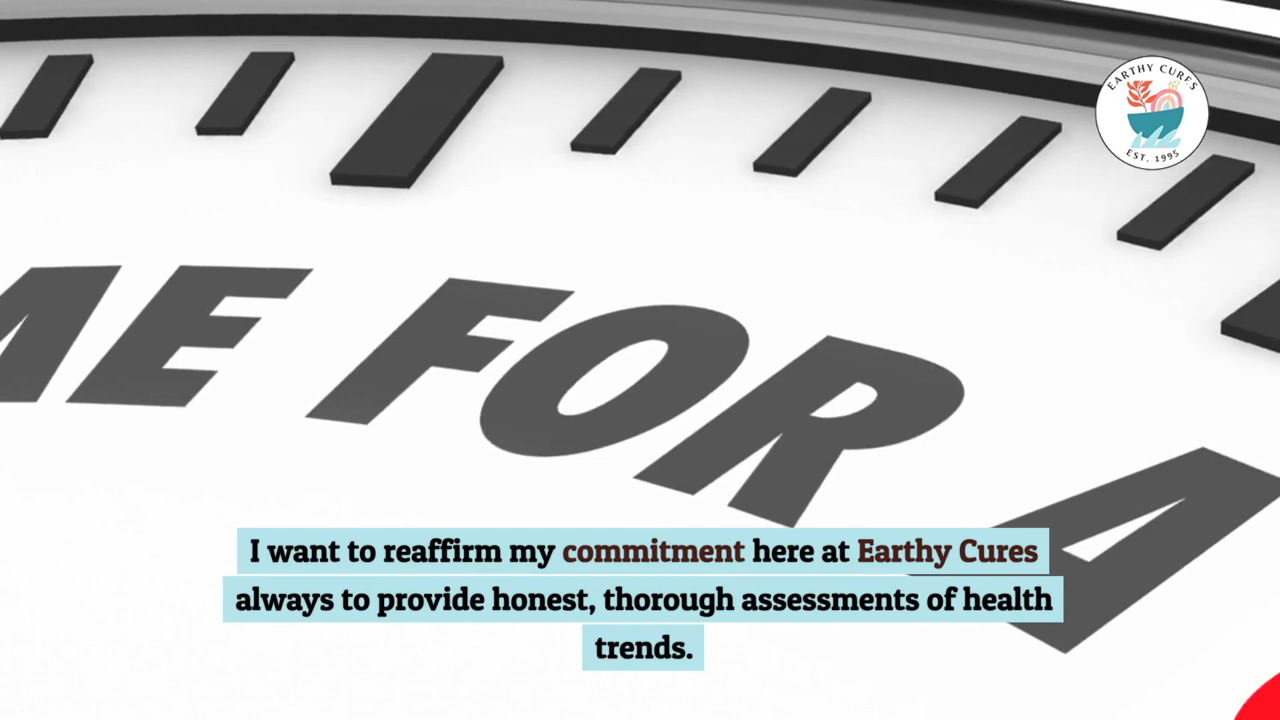 EARTHY CURES
EST. 1995
ME FOR A
I want to reaffirm my commitment here at Earthy Cures
always to provide honest, thorough assessments of health
trends.